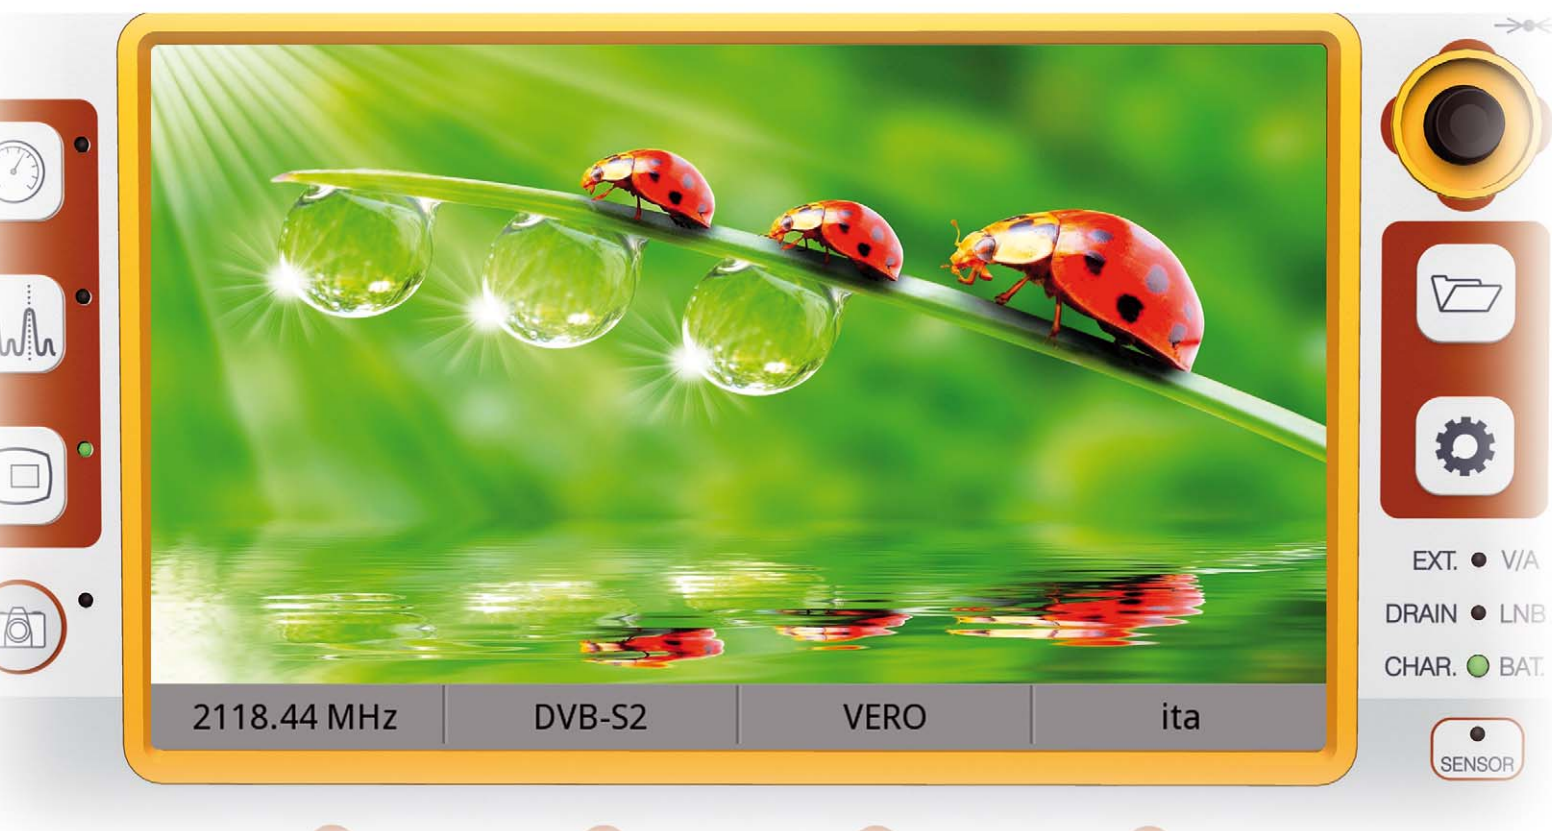 2118.44 MHz DVB-S2 VERO ita
EXT. V/A
DRAIN LNB
CHAR. BAT.
SENSOR